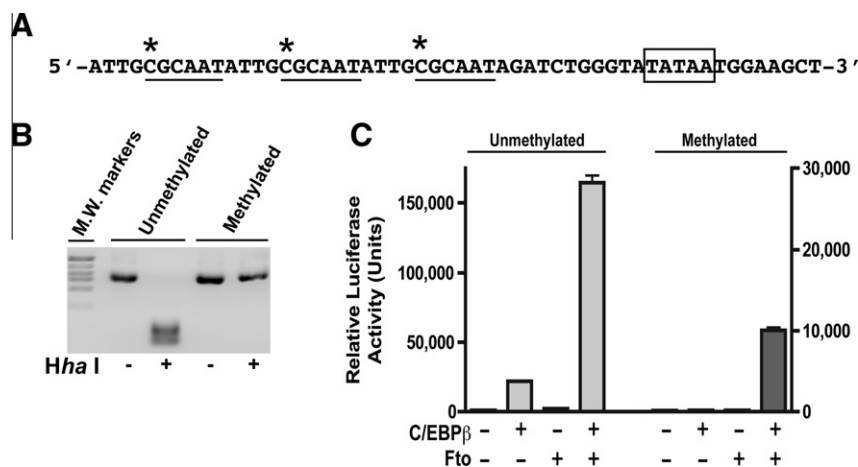 A
* * *
5′-ATTGCGCAATATTGCGCAATATTGCGCAATAGATCTGGGTATATAATGGAAGCT-3′
B
M.W. markers
Unmethylated
Methylated
Hha I - + - +
C
Unmethylated Methylated
Relative Luciferase
Activity (Units)
150,000
100,000
50,000
0
30,000
20,000
10,000
0
C/EBPβ - + - + - + - +
Fto - - + + - - + +